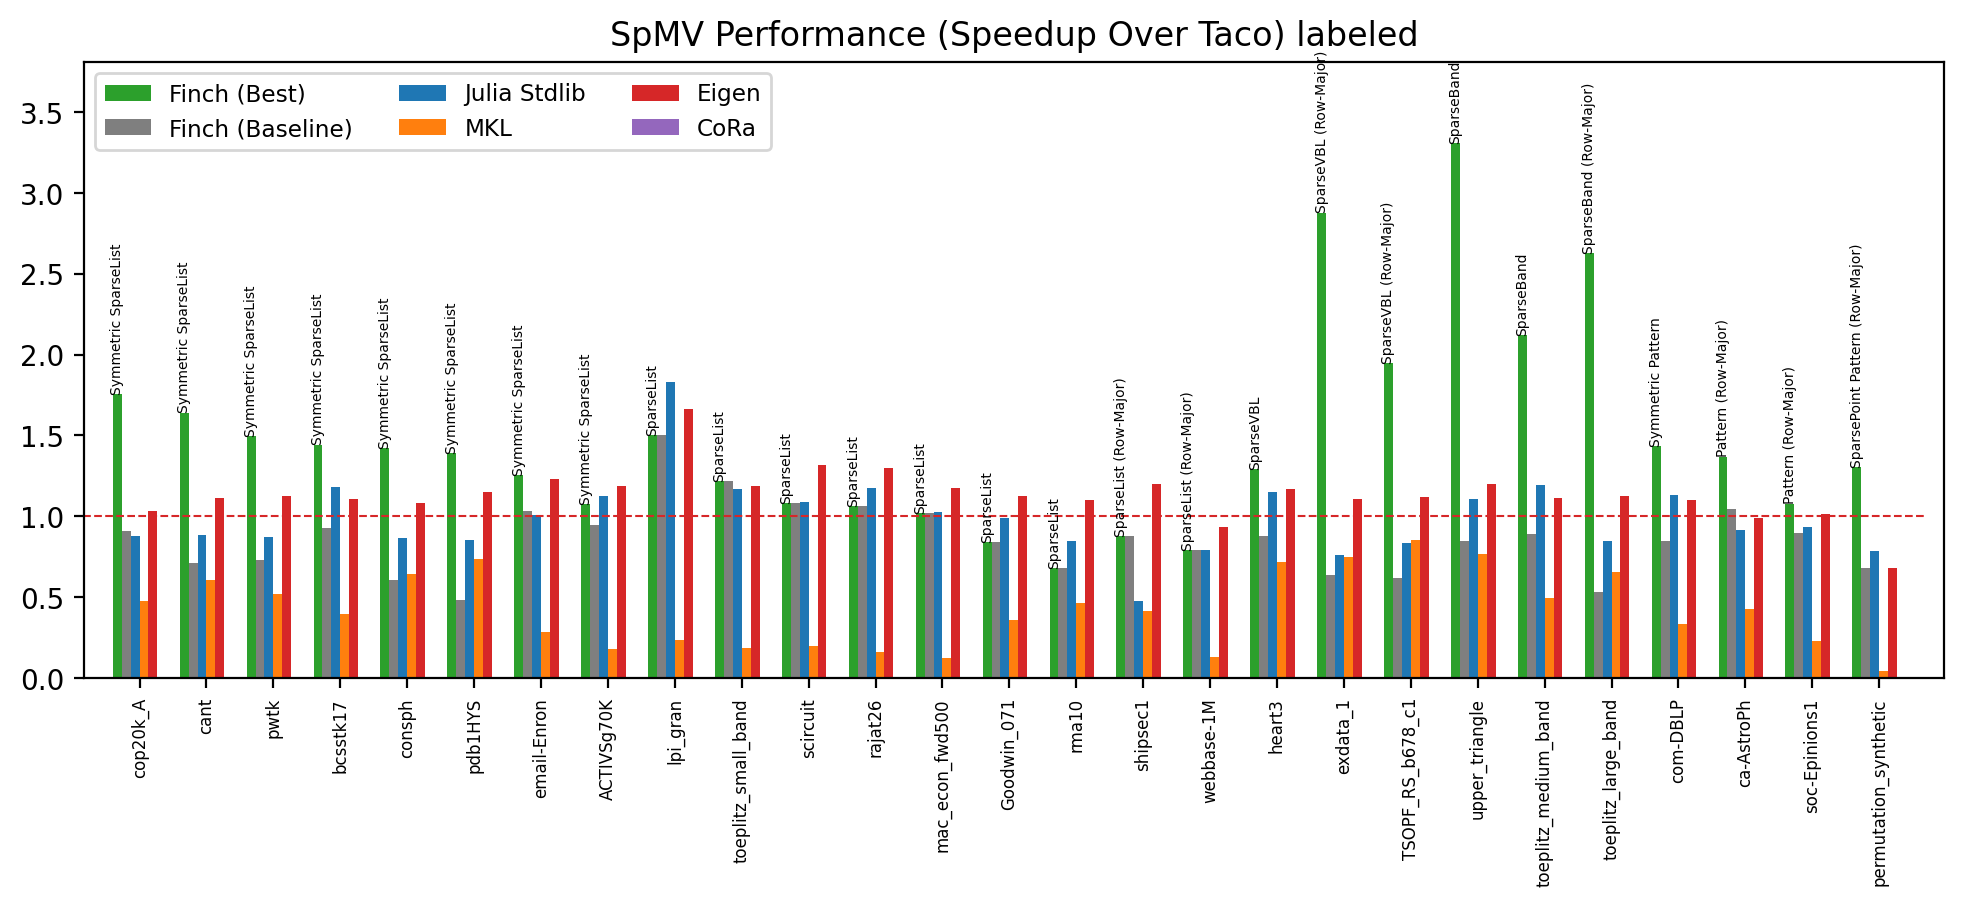 SpMV Performance (Speedup Over Taco) labeled
Finch (Best)
Finch (Baseline)
Julia Stdlib
MKL
Eigen
CoRa
3.5
3.0
2.5
2.0
1.5
1.0
0.5
0.0
Symmetric SparseList
Symmetric SparseList
Symmetric SparseList
Symmetric SparseList
Symmetric SparseList
Symmetric SparseList
Symmetric SparseList
Symmetric SparseList
SparseList
SparseList
SparseList
SparseList
SparseList
SparseList
SparseList
SparseList (Row-Major)
SparseList (Row-Major)
SparseVBL
SparseVBL (Row-Major)
SparseVBL (Row-Major)
SparseBand
SparseBand
SparseBand (Row-Major)
Symmetric Pattern
Pattern (Row-Major)
Pattern (Row-Major)
SparsePoint Pattern (Row-Major)
cop20k_A
cant
pwtk
bcsstk17
consph
pdb1HYS
email-Enron
ACTIVSg70K
lpi_gran
toeplitz_small_band
scircuit
rajat26
mac_econ_fwd500
Goodwin_071
rma10
shipsec1
webbase-1M
heart3
exdata_1
TSOPF_RS_b678_c1
upper_triangle
toeplitz_medium_band
toeplitz_large_band
com-DBLP
ca-AstroPh
soc-Epinions1
permutation_synthetic